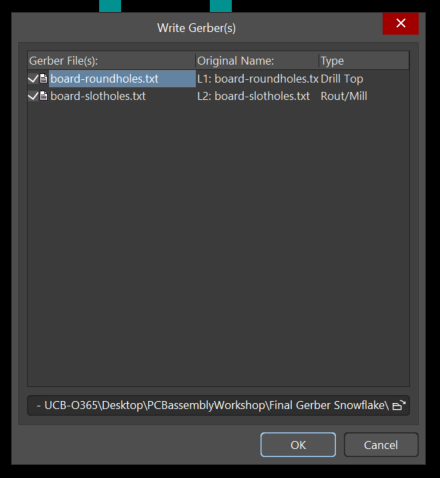 Write Gerber(s)
Gerber File(s): Original Name: Type
board-roundholes.txt L1: board-roundholes.tx Drill Top
board-slotholes.txt L2: board-slotholes.txt Rout/Mill
- UCB-O365\Desktop\PCBassemblyWorkshop\Final Gerber Snowflake\
OK Cancel